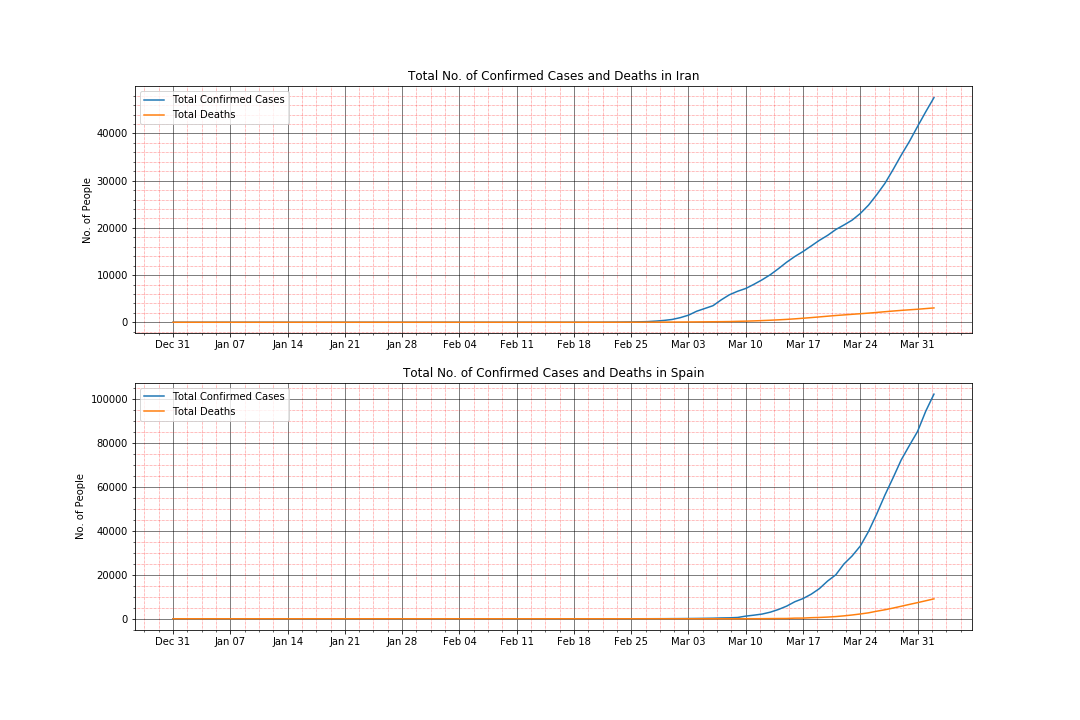 Total No. of Confirmed Cases and Deaths in Iran
Total Confirmed Cases
Total Deaths
No. of People
40000
30000
20000
10000
0
Dec 31 Jan 07 Jan 14 Jan 21 Jan 28 Feb 04 Feb 11 Feb 18 Feb 25 Mar 03 Mar 10 Mar 17 Mar 24 Mar 31
Total No. of Confirmed Cases and Deaths in Spain
Total Confirmed Cases
Total Deaths
No. of People
100000
80000
60000
40000
20000
0
Dec 31 Jan 07 Jan 14 Jan 21 Jan 28 Feb 04 Feb 11 Feb 18 Feb 25 Mar 03 Mar 10 Mar 17 Mar 24 Mar 31